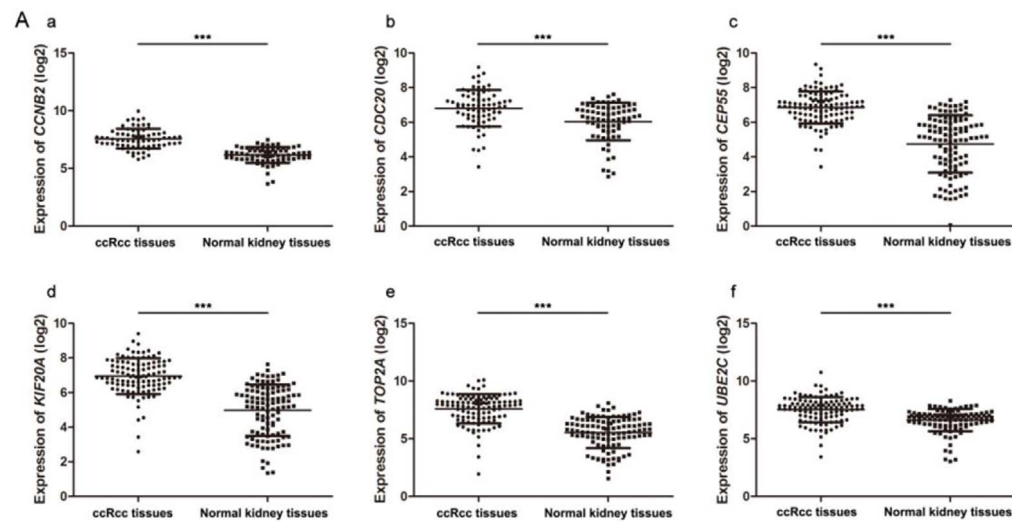 A
a
***
Expression of CCNB2 (log2)
15
10
5
0
ccRcc tissues
Normal kidney tissues
b
***
Expression of CDC20 (log2)
10
8
6
4
2
0
ccRcc tissues
Normal kidney tissues
c
***
Expression of CEP55 (log2)
10
8
6
4
2
0
ccRcc tissues
Normal kidney tissues
d
***
Expression of KIF20A (log2)
10
8
6
4
2
0
ccRcc tissues
Normal kidney tissues
e
***
Expression of TOP2A (log2)
15
10
5
0
ccRcc tissues
Normal kidney tissues
f
***
Expression of UBE2C (log2)
15
10
5
0
ccRcc tissues
Normal kidney tissues